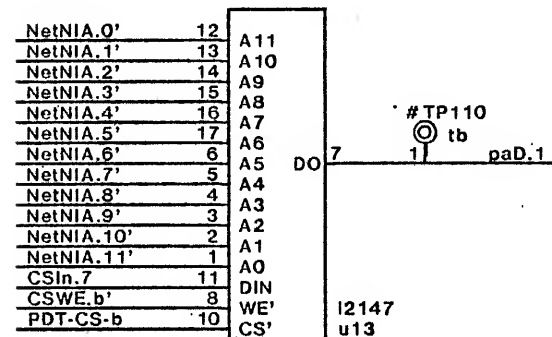 NetNIA.0' 12 A11
NetNIA.1' 13 A10
NetNIA.2' 14 A9
NetNIA.3' 15 A8
NetNIA.4' 16 A7
NetNIA.5' 17 A6
NetNIA.6' 6 A5
NetNIA.7' 5 A4
NetNIA.8' 4 A3
NetNIA.9' 3 A2
NetNIA.10' 2 A1
NetNIA.11' 1 A0
CSIn.7 11 DIN
CSWE.b' 8 WE'
PDT-CS-b 10 CS'
#TP110
tb
DO 7 1 paD.1
I2147
u13